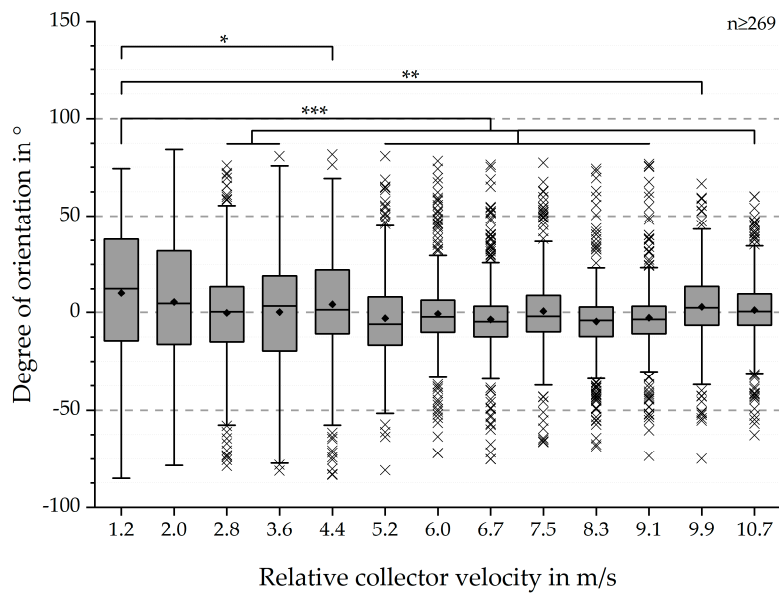 n≥269
150
*
**
100
***
50
0
-50
-100
1.2 2.0 2.8 3.6 4.4 5.2 6.0 6.7 7.5 8.3 9.1 9.9 10.7
Degree of orientation in °
Relative collector velocity in m/s